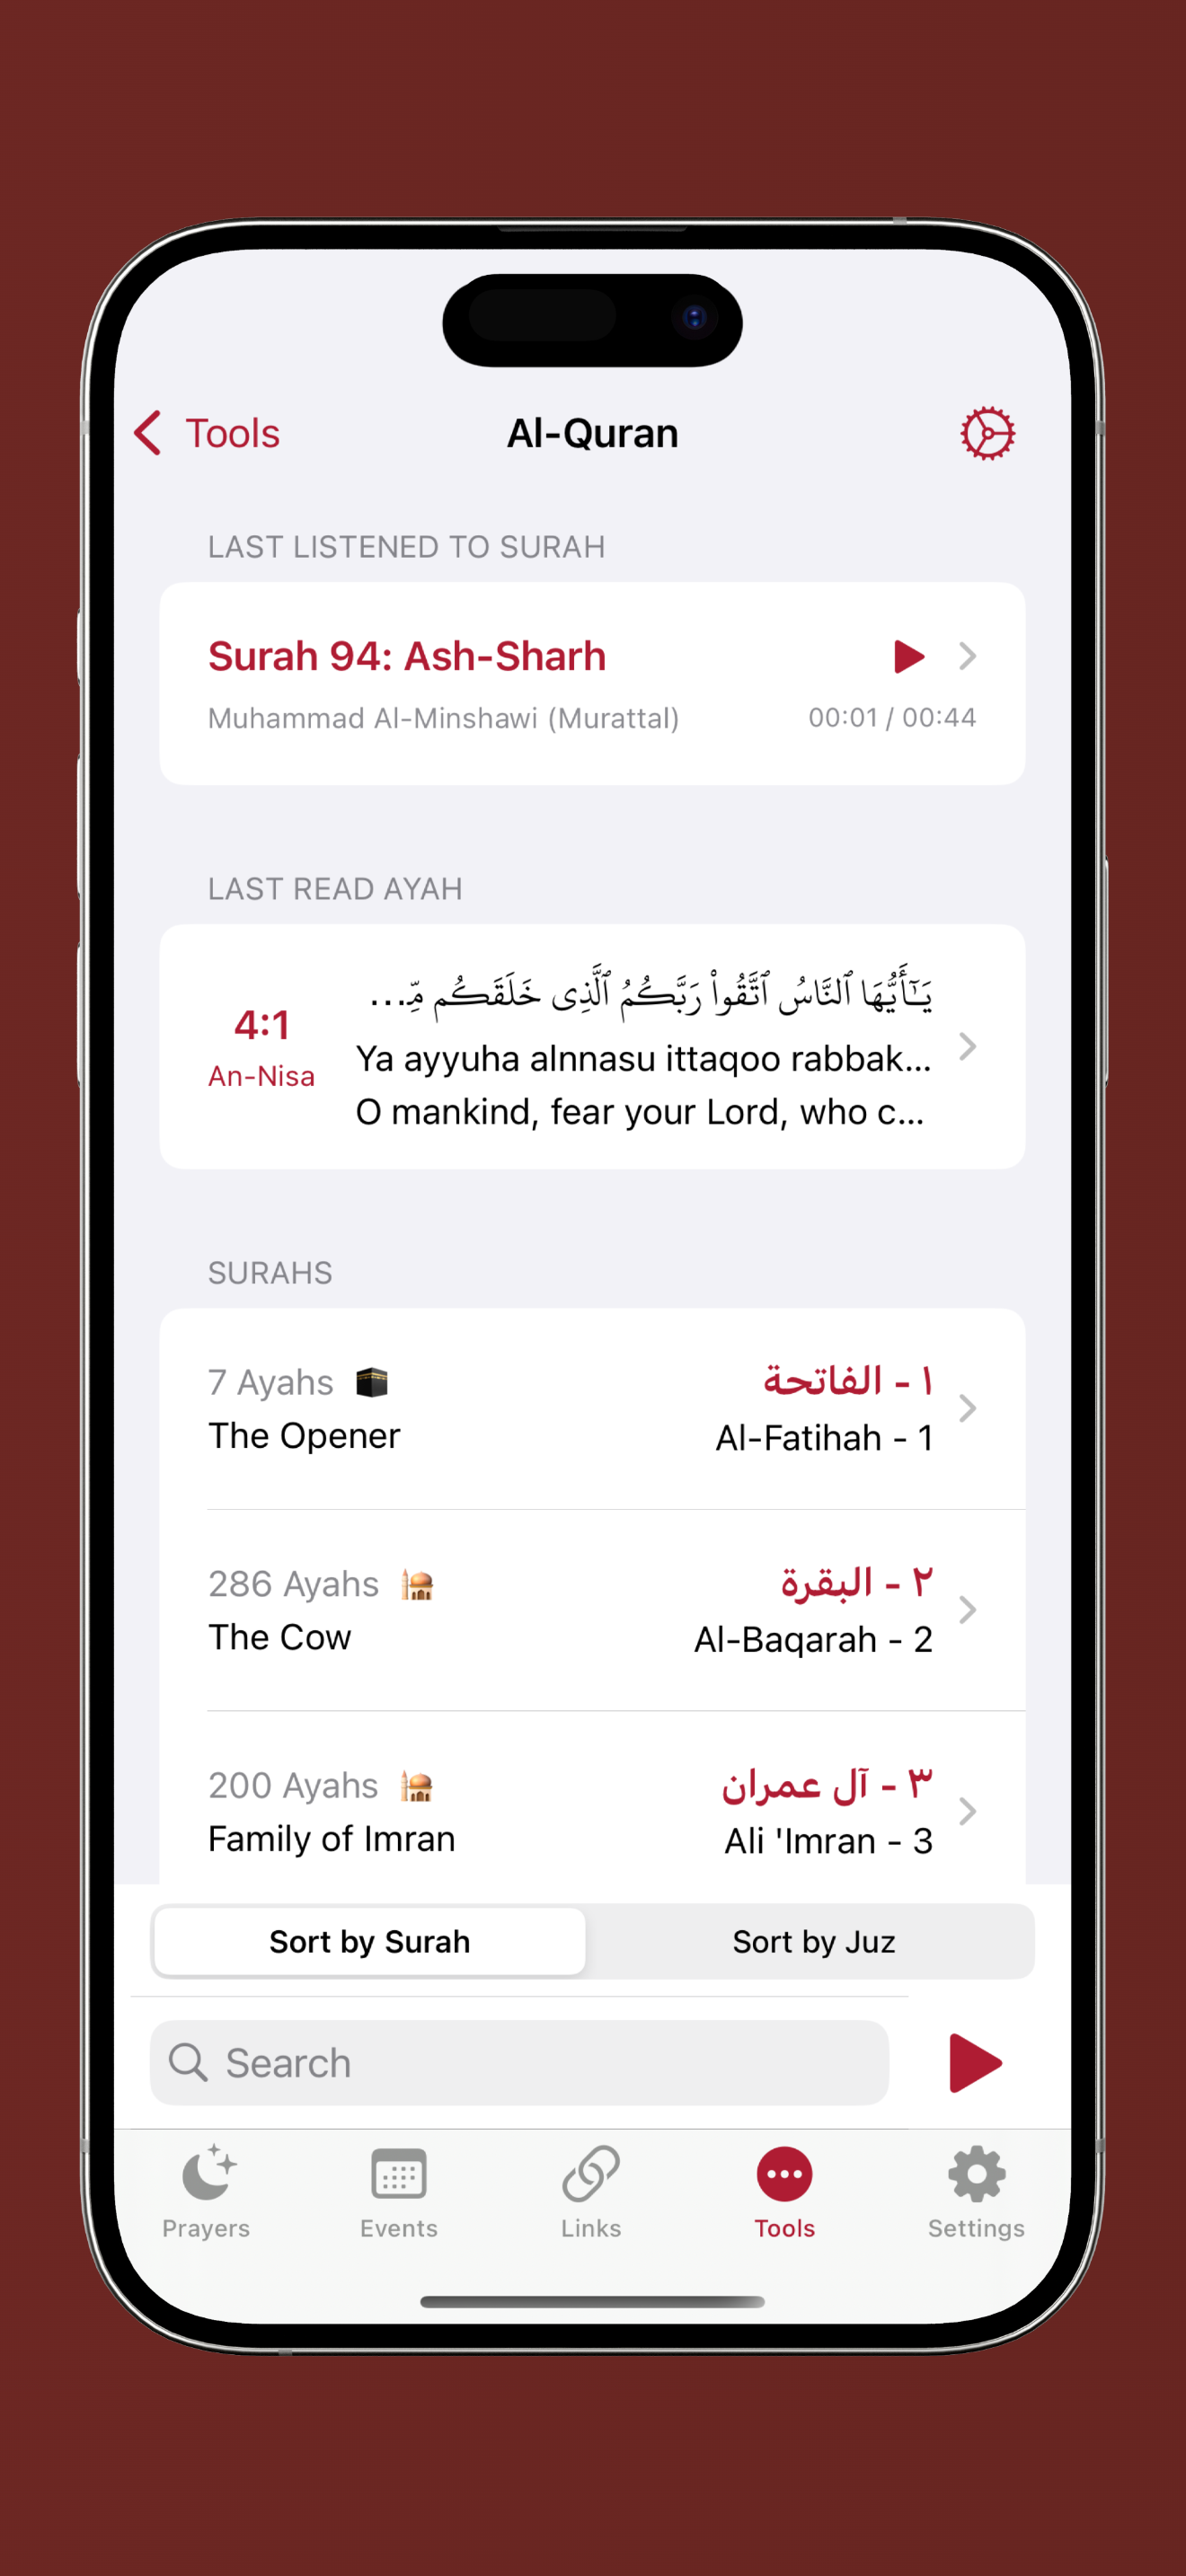 Tools
Al-Quran
LAST LISTENED TO SURAH
Surah 94: Ash-Sharh
Muhammad Al-Minshawi (Murattal)
00:01 / 00:44
LAST READ AYAH
4:1
An-Nisa
يَـٰٓأَيُّهَا ٱلنَّاسُ ٱتَّقُوا۟ رَبَّكُمُ ٱلَّذِى خَلَقَكُم مِّ...
Ya ayyuha alnnasu ittaqoo rabbak...
O mankind, fear your Lord, who c...
SURAHS
7 Ayahs
The Opener
١ - الفاتحة
Al-Fatihah - 1
286 Ayahs
The Cow
٢ - البقرة
Al-Baqarah - 2
200 Ayahs
Family of Imran
٣ - آل عمران
Ali 'Imran - 3
Sort by Surah
Sort by Juz
Search
Prayers
Events
Links
Tools
Settings